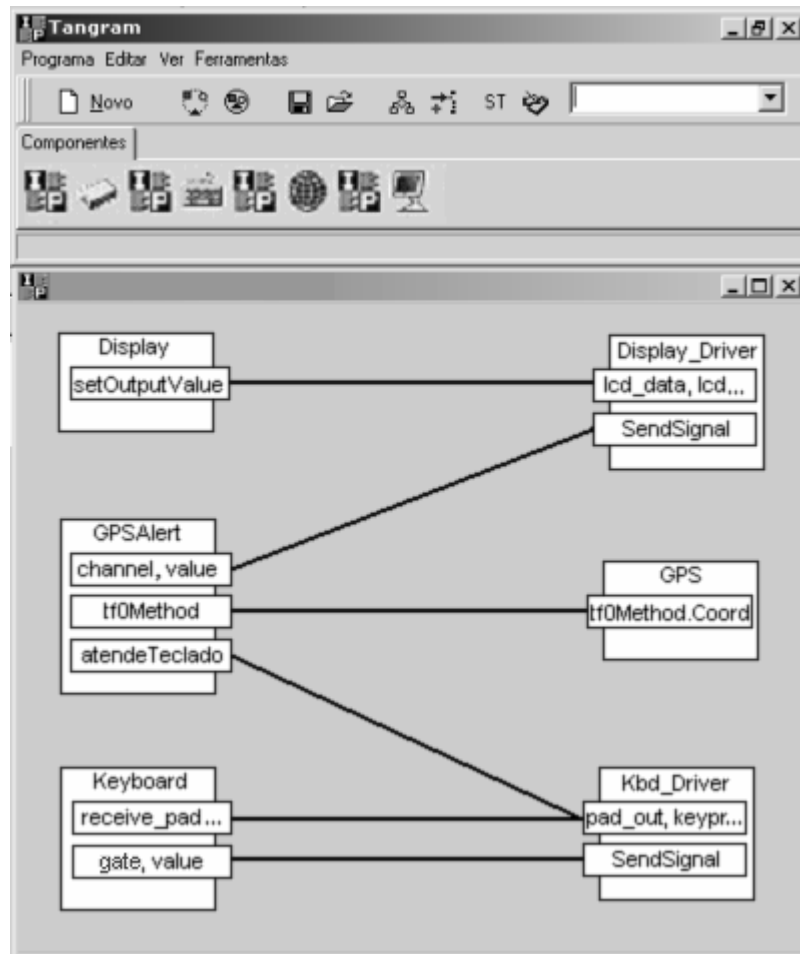 Tangram
Programa Editar Ver Ferramentas
Novo ST
Componentes
Display
setOutputValue
Display_Driver
lcd_data, lcd...
SendSignal
GPSAlert
channel, value
tf0Method
atendeTeclado
GPS
tf0Method.Coord
Keyboard
receive_pad...
gate, value
Kbd_Driver
pad_out, keypr...
SendSignal